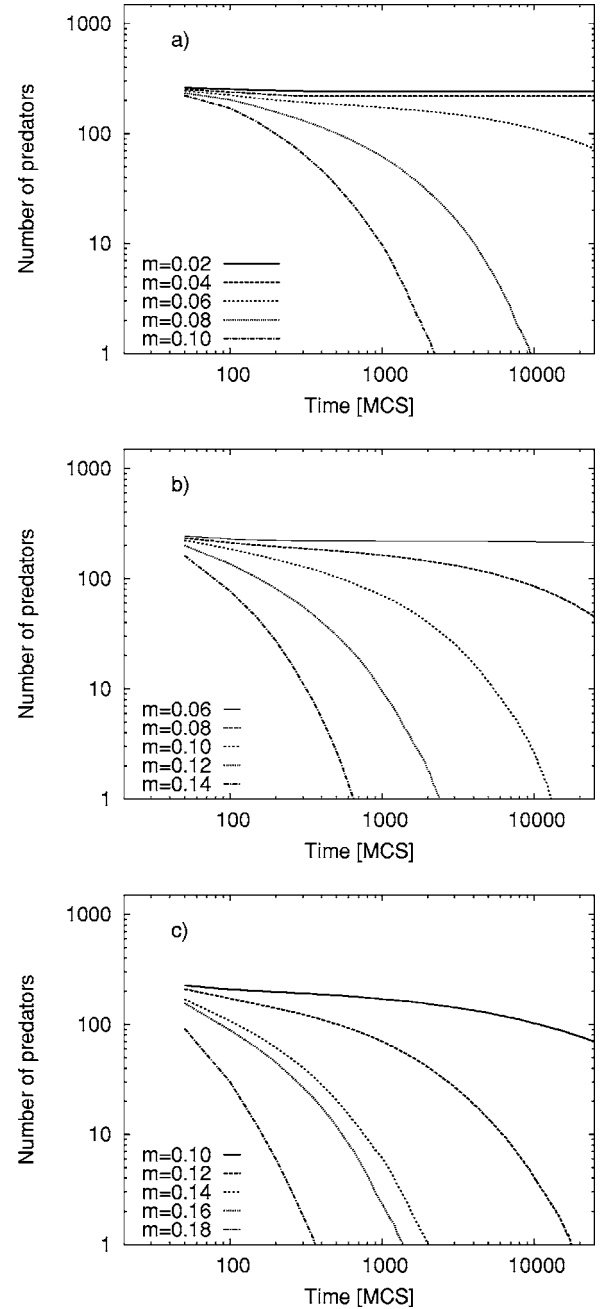 a)
Number of predators
1000
100
10
1
m=0.02
m=0.04
m=0.06
m=0.08
m=0.10
100
1000
10000
Time [MCS]
b)
Number of predators
1000
100
10
1
m=0.06
m=0.08
m=0.10
m=0.12
m=0.14
100
1000
10000
Time [MCS]
c)
Number of predators
1000
100
10
1
m=0.10
m=0.12
m=0.14
m=0.16
m=0.18
100
1000
10000
Time [MCS]